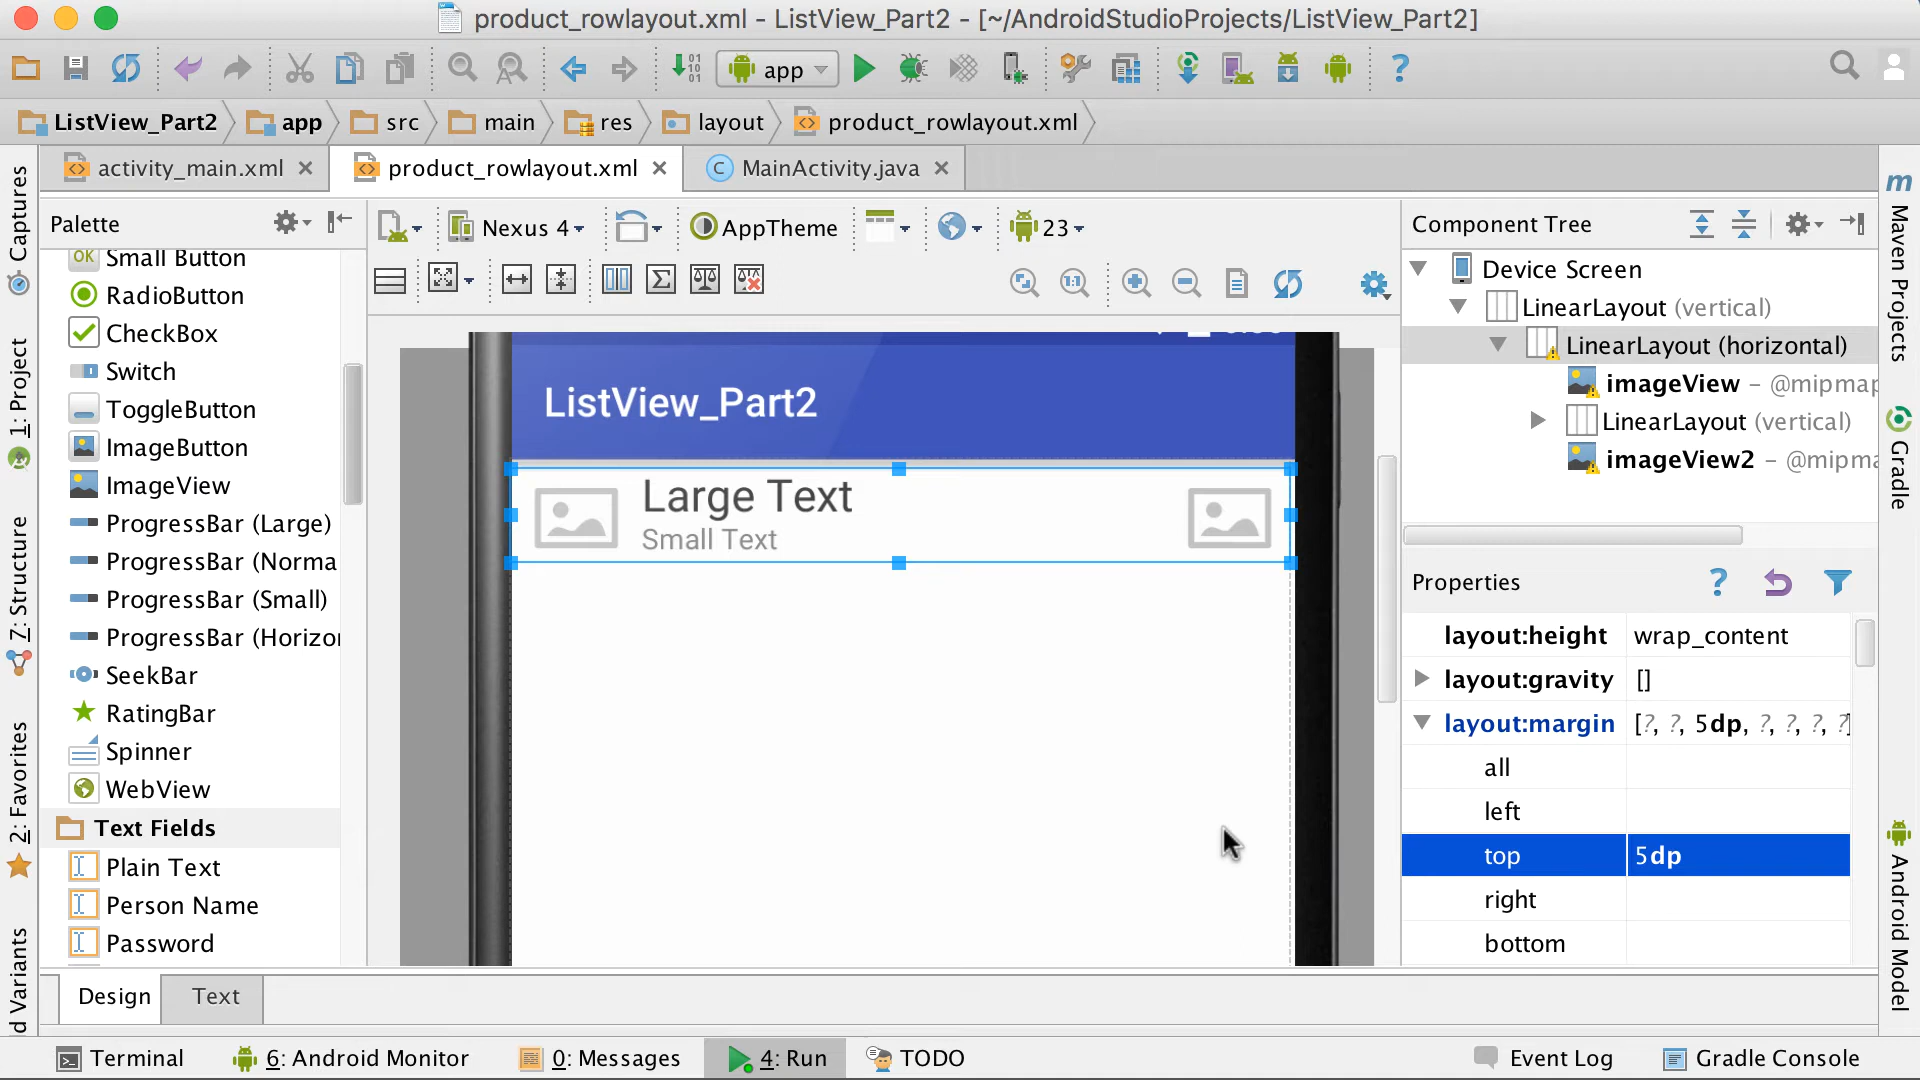 product_rowlayout.xml - ListView_Part2 - [~/AndroidStudioProjects/ListView_Part2]
app
ListView_Part2
app
src
main
res
layout
product_rowlayout.xml
activity_main.xml
product_rowlayout.xml
MainActivity.java
Captures
1: Project
7: Structure
2: Favorites
d Variants
Palette
Small Button
RadioButton
CheckBox
Switch
ToggleButton
ImageButton
ImageView
ProgressBar (Large)
ProgressBar (Norma
ProgressBar (Small)
ProgressBar (Horizon
SeekBar
RatingBar
Spinner
WebView
Text Fields
Plain Text
Person Name
Password
Nexus 4
AppTheme
23
ListView_Part2
Large Text
Small Text
Component Tree
Device Screen
LinearLayout (vertical)
LinearLayout (horizontal)
imageView – @mipmap
LinearLayout (vertical)
imageView2 – @mipma
Properties
layout:height wrap_content
layout:gravity []
layout:margin [?, ?, 5dp, ?, ?, ?, ?]
all
left
top 5dp
right
bottom
Maven Projects
Gradle
Android Model
Design
Text
Terminal
6: Android Monitor
0: Messages
4: Run
TODO
Event Log
Gradle Console